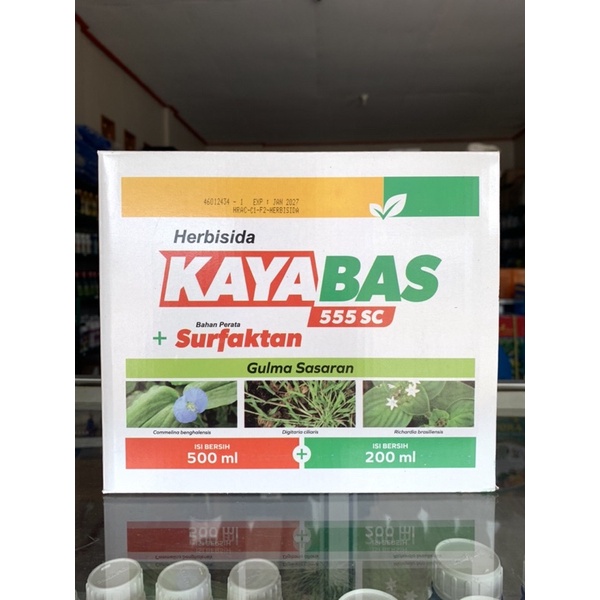 46012434 - 1 EXP : JAN 2027
HRAC-C1-F2-HERBISIDA
Herbisida
KAYABAS
555 SC
Bahan Perata
+ Surfaktan
Gulma Sasaran
Commelina benghalensis
Digitaria ciliaris
Richardia brasiliensis
ISI BERSIH
500 ml
+
ISI BERSIH
200 ml